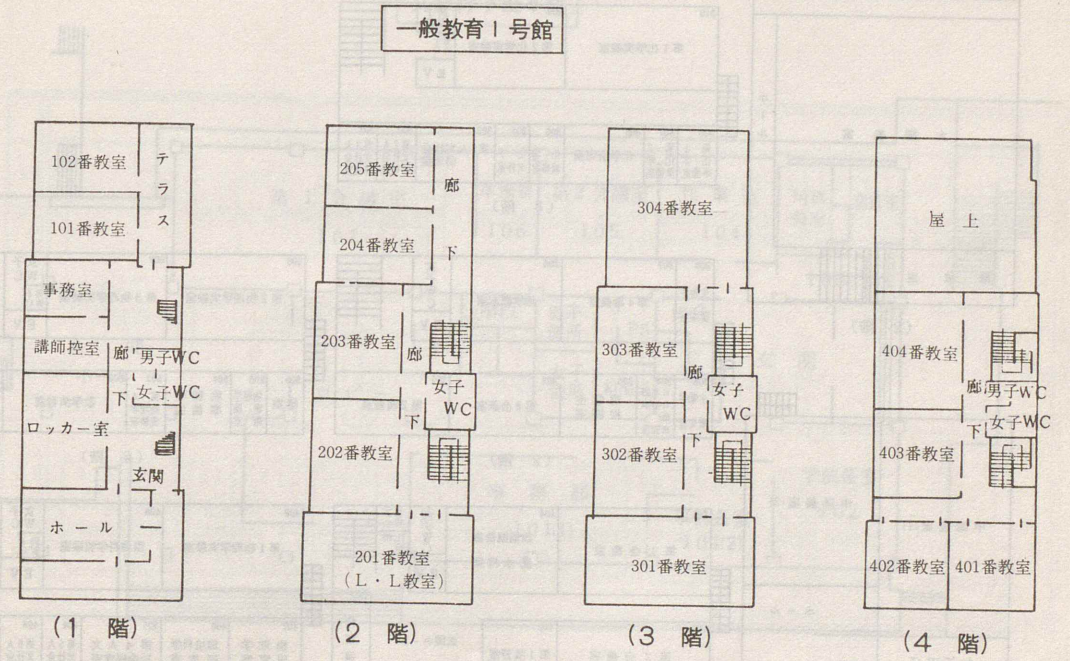 一般教育1号館
102番教室
テラス
101番教室
事務室
講師控室
廊下
男子WC
女子WC
ロッカー室
玄関
ホール
(1 階)
205番教室
廊下
204番教室
203番教室
廊下
女子
WC
202番教室
201番教室
(L・L教室)
(2 階)
304番教室
303番教室
廊下
女子
WC
302番教室
301番教室
(3 階)
屋上
404番教室
廊下
男子WC
女子WC
403番教室
402番教室
401番教室
(4 階)